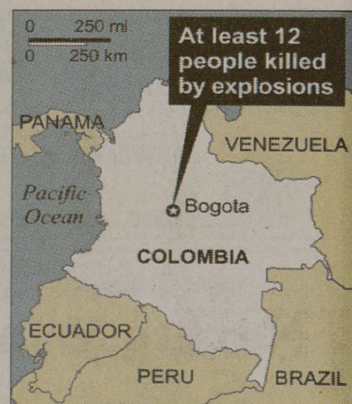 0 250 mi
0 250 km
At least 12
people killed
by explosions
PANAMA
VENEZUELA
Pacific
Ocean
Bogota
COLOMBIA
ECUADOR
PERU
BRAZIL